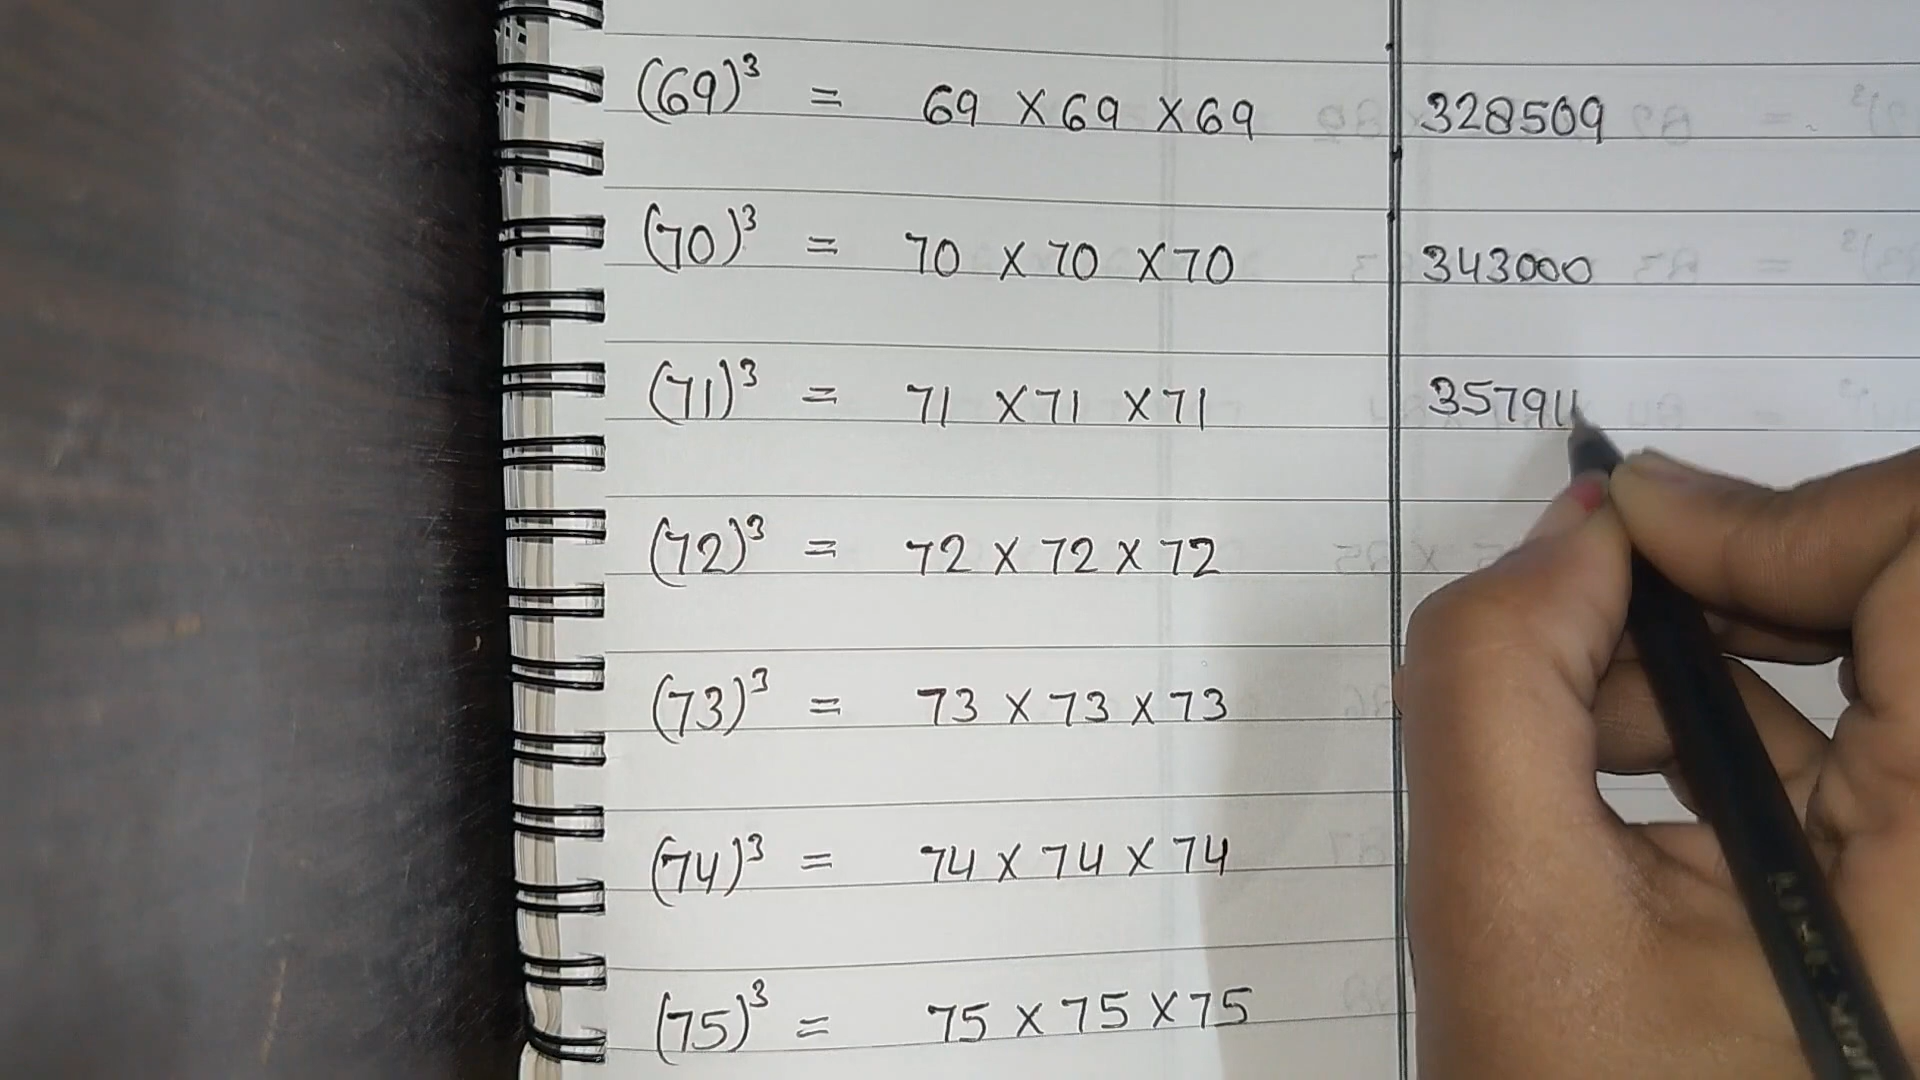 (69)³ = 69 × 69 × 69 328509
(70)³ = 70 × 70 × 70 343000
(71)³ = 71 × 71 × 71 357911
(72)³ = 72 × 72 × 72
(73)³ = 73 × 73 × 73
(74)³ = 74 × 74 × 74
(75)³ = 75 × 75 × 75